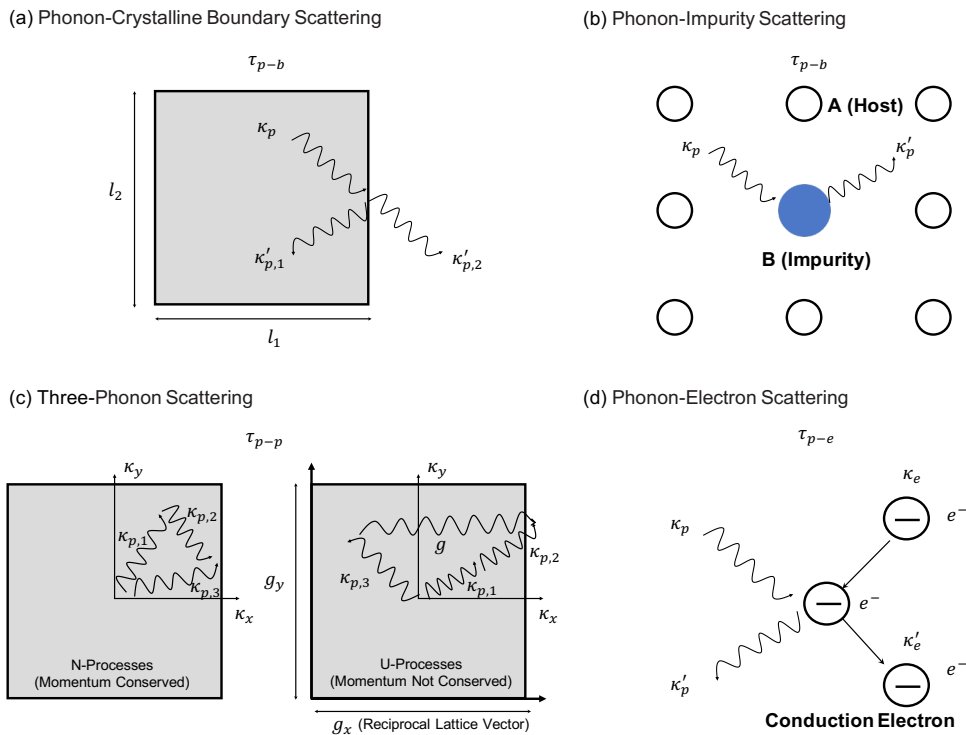 (a) Phonon-Crystalline Boundary Scattering
τ_{p−b}
κ_p
l_2
κ′_{p,1}
κ′_{p,2}
l_1
(b) Phonon-Impurity Scattering
τ_{p−b}
A (Host)
κ_p
κ′_p
B (Impurity)
(c) Three-Phonon Scattering
τ_{p−p}
κ_y
κ_{p,2}
κ_{p,1}
κ_{p,3}
κ_x
N-Processes
(Momentum Conserved)
κ_y
g
κ_{p,2}
κ_{p,3}
κ_{p,1}
g_y
κ_x
U-Processes
(Momentum Not Conserved)
g_x (Reciprocal Lattice Vector)
(d) Phonon-Electron Scattering
τ_{p−e}
κ_e
e^−
κ_p
e^−
κ′_e
κ′_p
e^−
Conduction Electron